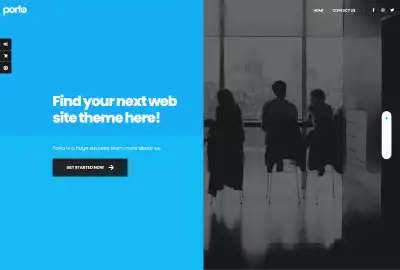 porto
HOME CONTACT US
Find your next web
site theme here!
Porto is a huge success learn more about us.
GET STARTED NOW